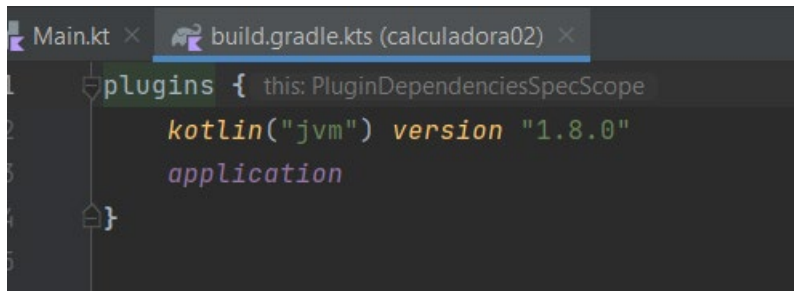 Main.kt × build.gradle.kts (calculadora02) ×
1 plugins { this: PluginDependenciesSpecScope
2 kotlin("jvm") version "1.8.0"
3 application
4 }
5